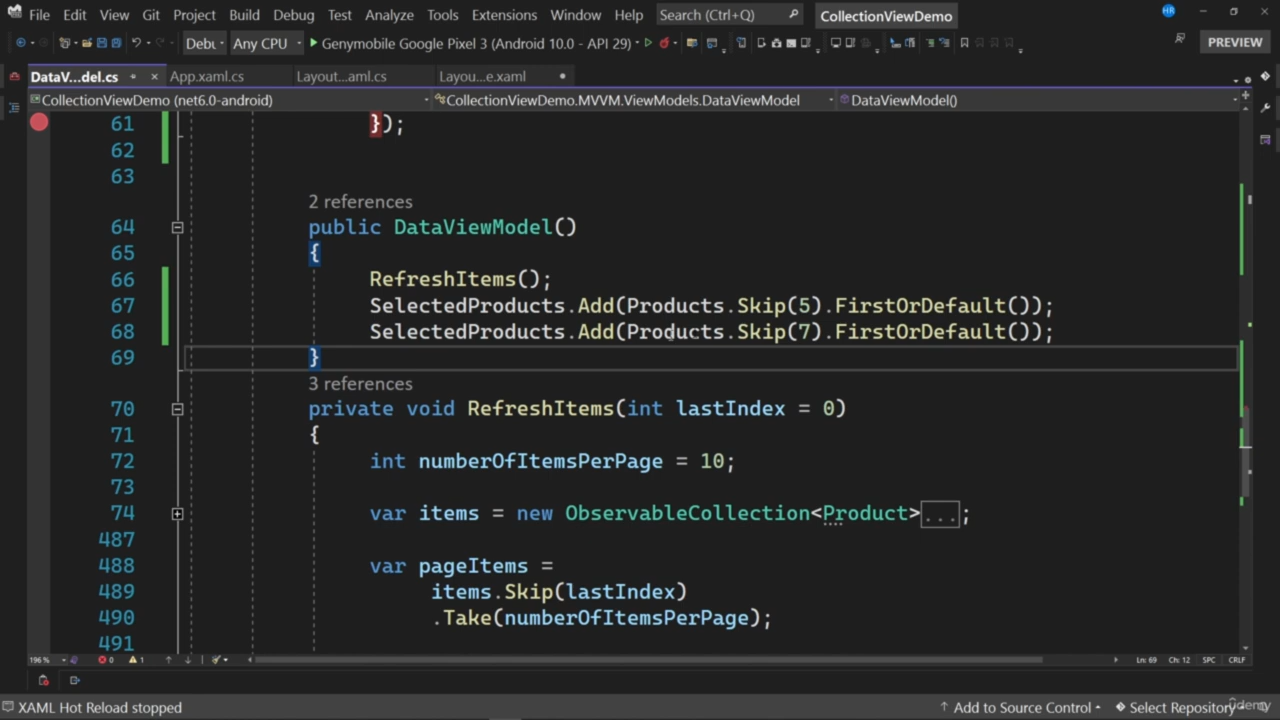 File Edit View Git Project Build Debug Test Analyze Tools Extensions Window Help Search (Ctrl+Q) CollectionViewDemo HR
Debu Any CPU Genymobile Google Pixel 3 (Android 10.0 - API 29) PREVIEW
DataV...del.cs App.xaml.cs Layout....aml.cs Layou...e.xaml
CollectionViewDemo (net6.0-android) CollectionViewDemo.MVVM.ViewModels.DataViewModel DataViewModel()
61 });
62
63
2 references
64 public DataViewModel()
65 {
66 RefreshItems();
67 SelectedProducts.Add(Products.Skip(5).FirstOrDefault());
68 SelectedProducts.Add(Products.Skip(7).FirstOrDefault());
69 }
3 references
70 private void RefreshItems(int lastIndex = 0)
71 {
72 int numberOfItemsPerPage = 10;
73
74 var items = new ObservableCollection<Product>...;
487
488 var pageItems =
489 items.Skip(lastIndex)
490 .Take(numberOfItemsPerPage);
491
196 % 0 1 Ln: 69 Ch: 12 SPC CRLF
XAML Hot Reload stopped Add to Source Control Select Repository
Udemy